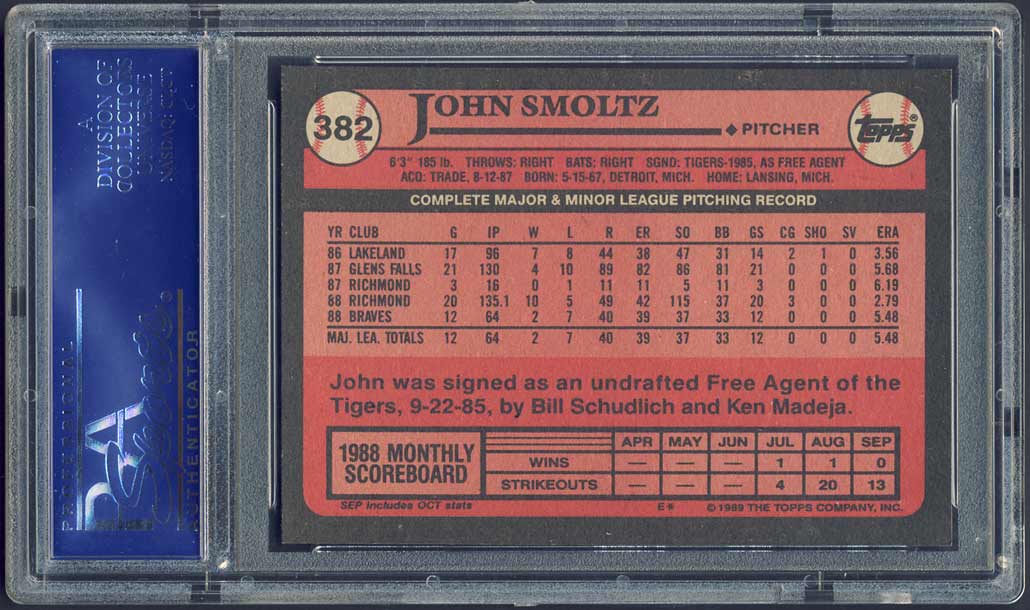 A
DIVISION OF
COLLECTORS
UNIVERSE
NASDAQ: CLCT
PROFESSIONAL
PSA
Sports
AUTHENTICATOR
382
JOHN SMOLTZ
◆ PITCHER
TOPPS®
6'3" 185 lb. THROWS: RIGHT BATS: RIGHT SGND: TIGERS-1985, AS FREE AGENT
ACQ: TRADE, 8-12-87 BORN: 5-15-67, DETROIT, MICH. HOME: LANSING, MICH.
COMPLETE MAJOR & MINOR LEAGUE PITCHING RECORD
YR CLUB G IP W L R ER SO BB GS CG SHO SV ERA
86 LAKELAND 17 96 7 8 44 38 47 31 14 2 1 0 3.56
87 GLENS FALLS 21 130 4 10 89 82 86 81 21 0 0 0 5.68
87 RICHMOND 3 16 0 1 11 11 5 11 3 0 0 0 6.19
88 RICHMOND 20 135.1 10 5 49 42 115 37 20 3 0 0 2.79
88 BRAVES 12 64 2 7 40 39 37 33 12 0 0 0 5.48
MAJ. LEA. TOTALS 12 64 2 7 40 39 37 33 12 0 0 0 5.48
John was signed as an undrafted Free Agent of the
Tigers, 9-22-85, by Bill Schudlich and Ken Madeja.
1988 MONTHLY
SCOREBOARD
APR MAY JUN JUL AUG SEP
WINS — — — 1 1 0
STRIKEOUTS — — — 4 20 13
SEP includes OCT stats
E* © 1989 THE TOPPS COMPANY, INC.